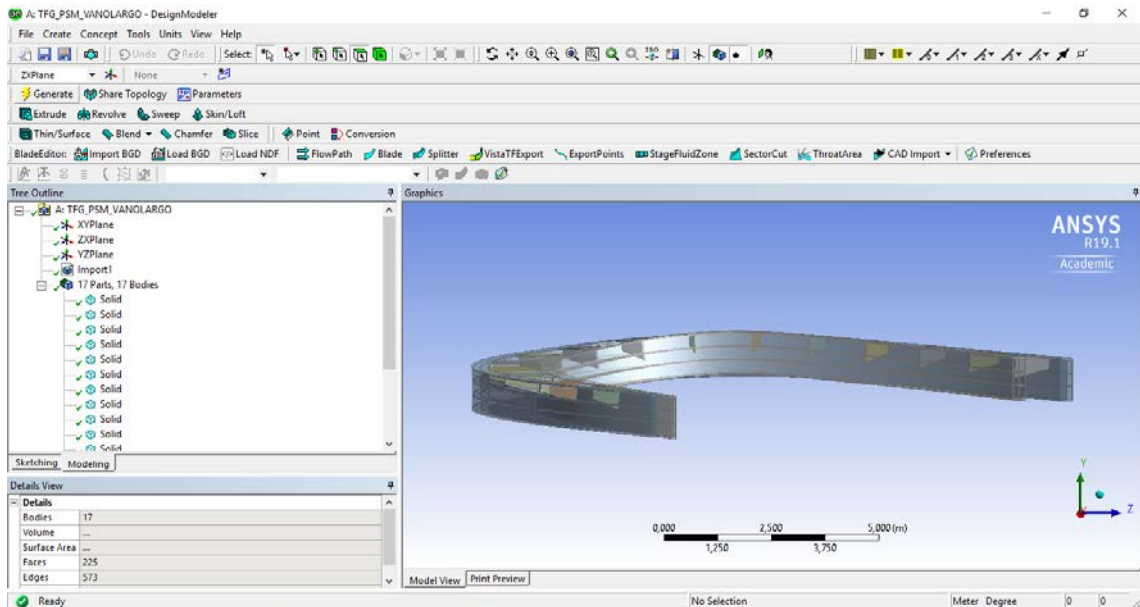 A: TFG_PSM_VANOLARGO - DesignModeler
File Create Concept Tools Units View Help
Undo Redo Select:
ZXPlane None
Generate Share Topology Parameters
Extrude Revolve Sweep Skin/Loft
Thin/Surface Blend Chamfer Slice Point Conversion
BladeEditor: Import BGD Load BGD Load NDF FlowPath Blade Splitter VistaTFExport ExportPoints StageFluidZone SectorCut ThroatArea CAD Import Preferences
Tree Outline
A: TFG_PSM_VANOLARGO
XYPlane
ZXPlane
YZPlane
Import1
17 Parts, 17 Bodies
Solid
Solid
Solid
Solid
Solid
Solid
Solid
Solid
Solid
Solid
Solid
Sketching Modeling
Details View
Details
Bodies 17
Volume ...
Surface Area ...
Faces 225
Edges 573
Graphics
ANSYS
R19.1
Academic
Y
Z
0,000 2,500 5,000 (m)
1,250 3,750
Model View Print Preview
Ready No Selection Meter Degree 0 0